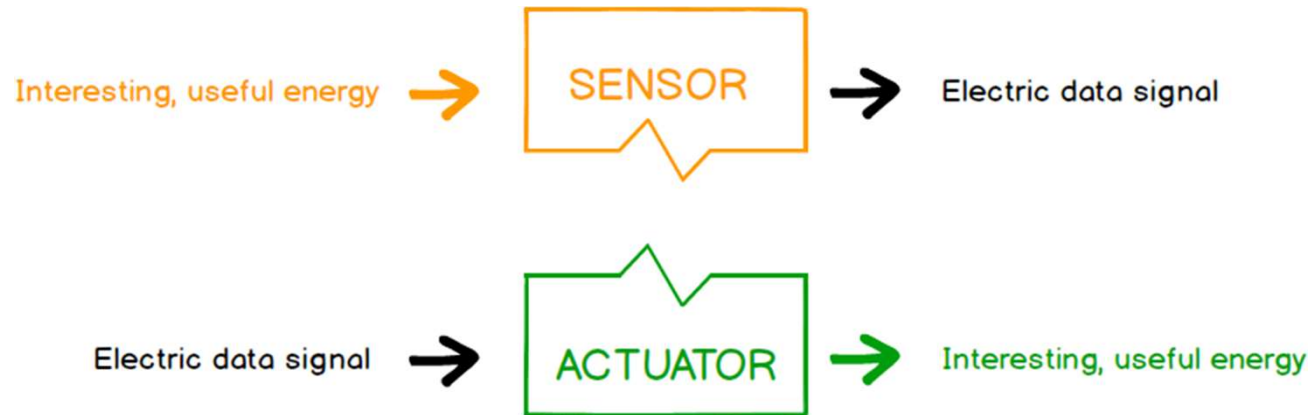 Interesting, useful energy
SENSOR
Electric data signal
Electric data signal
ACTUATOR
Interesting, useful energy